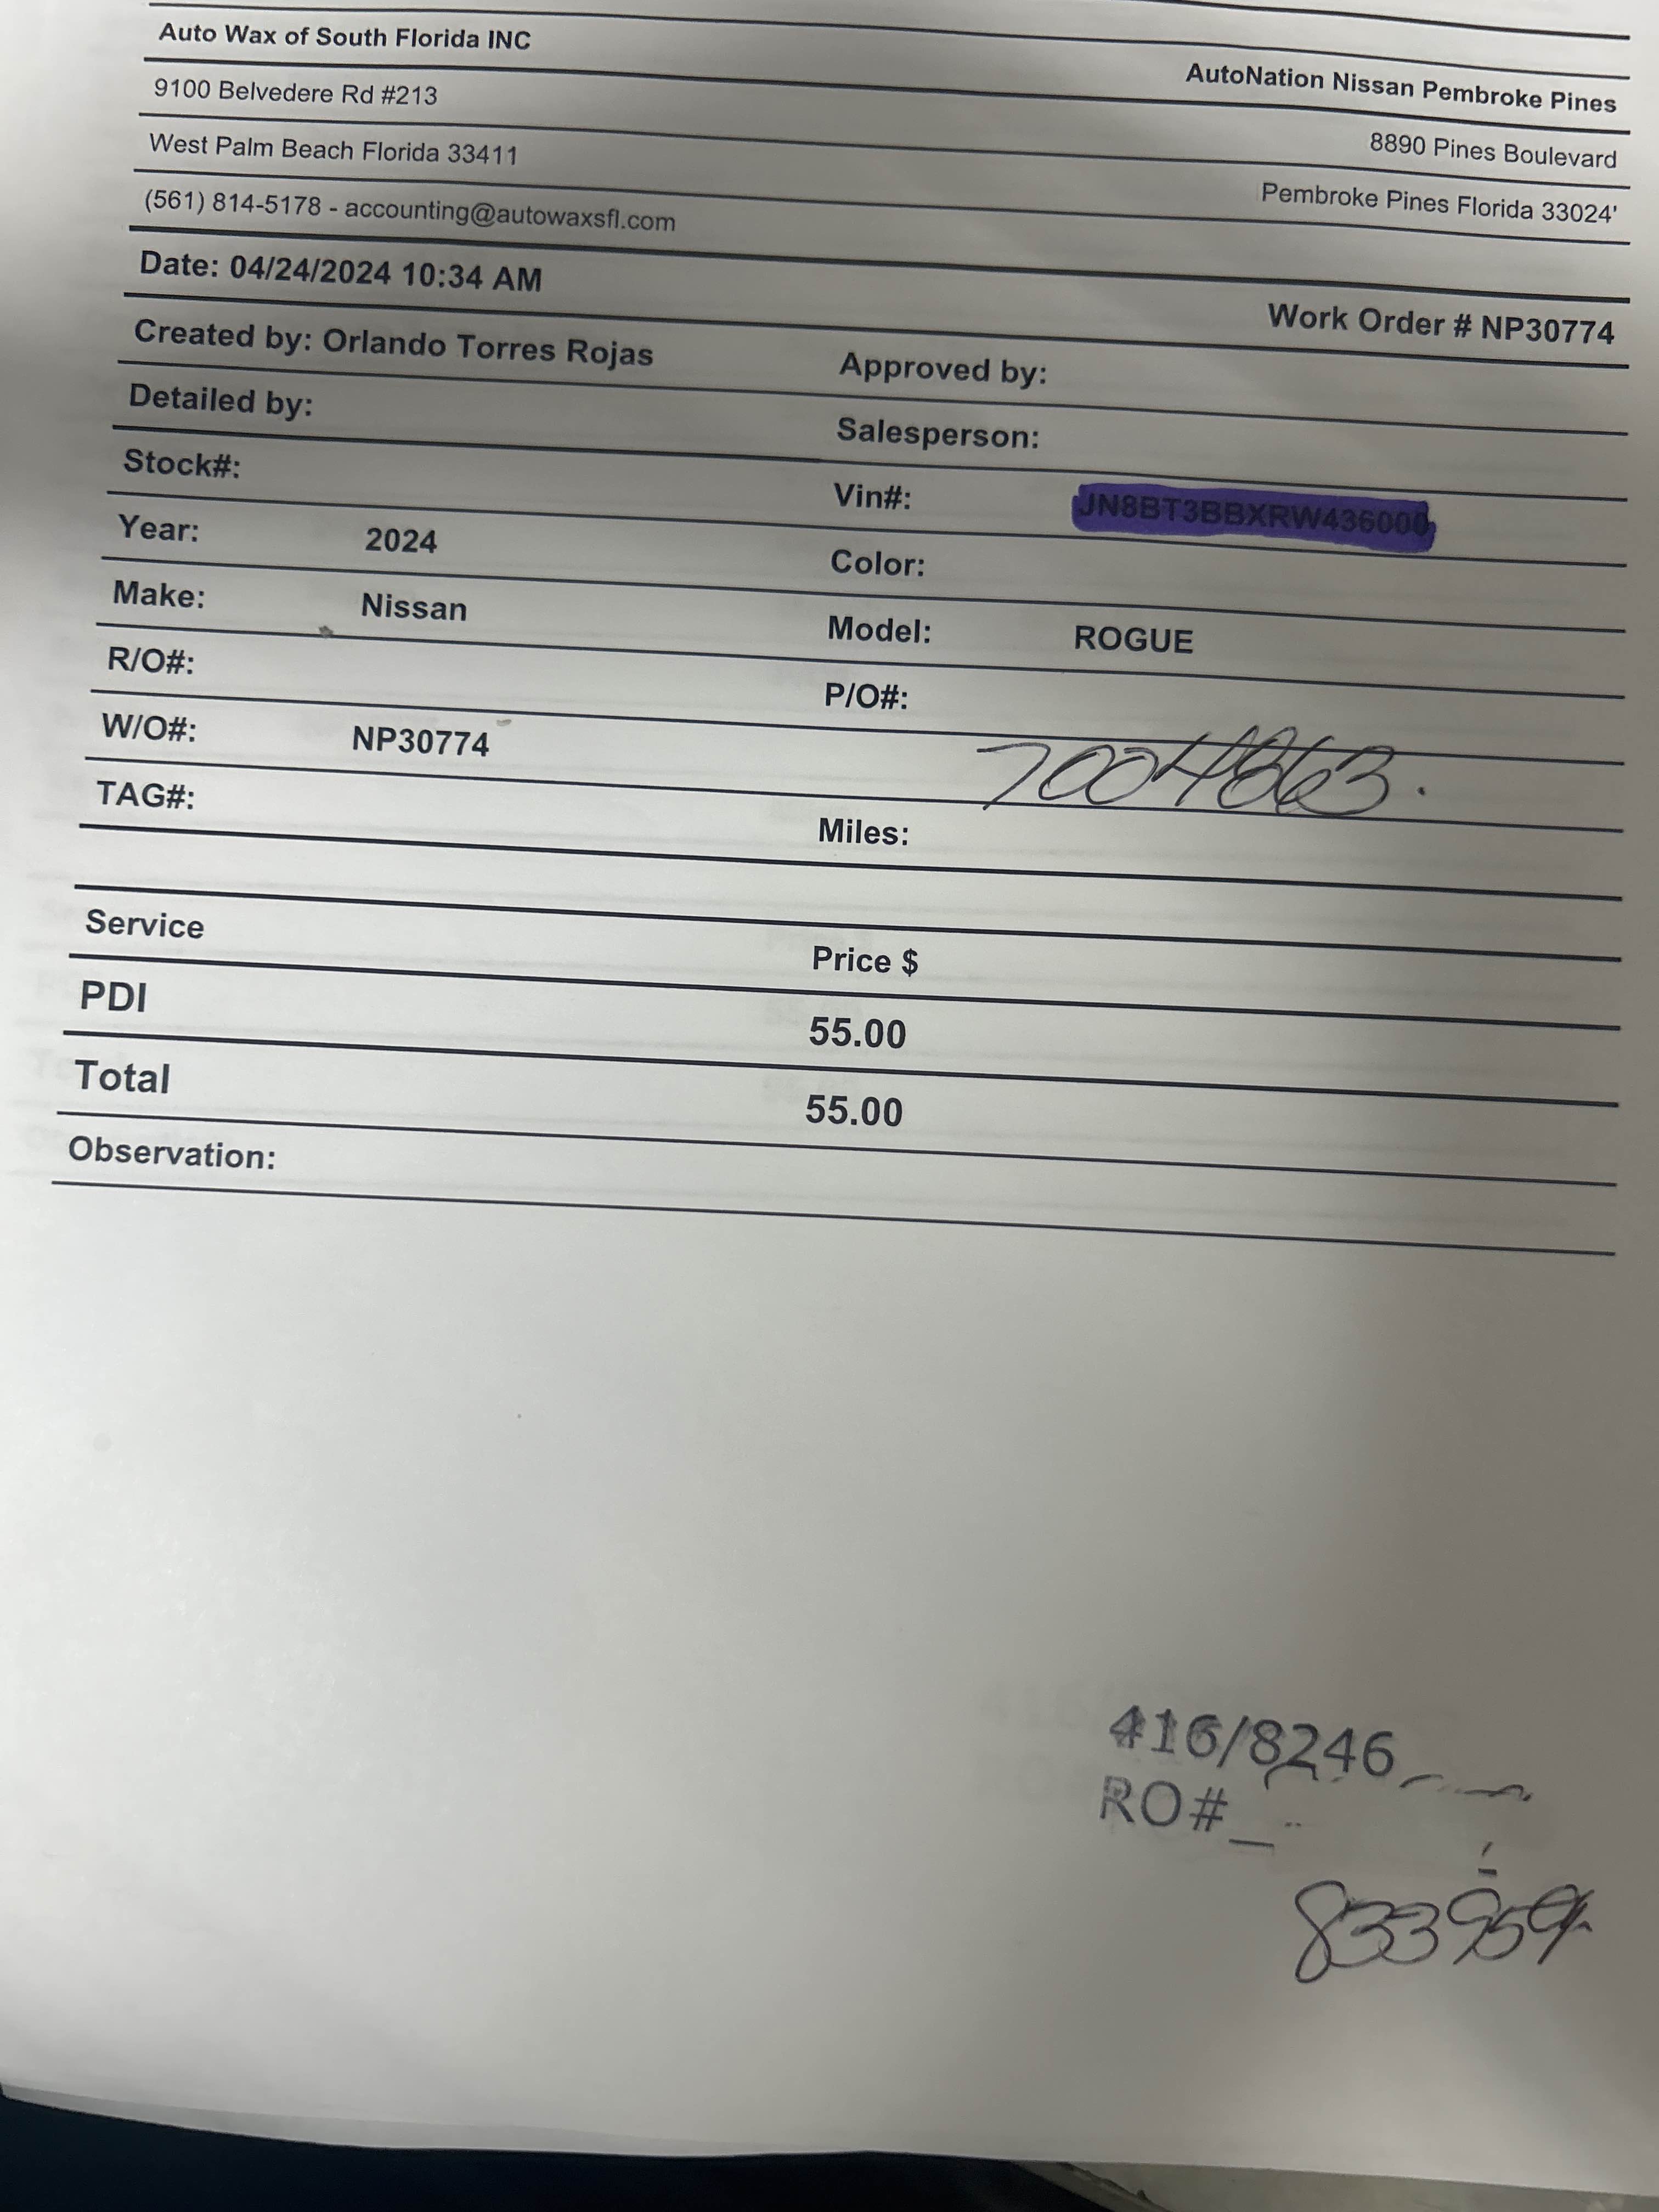 Auto Wax of South Florida INC
AutoNation Nissan Pembroke Pines
9100 Belvedere Rd #213
8890 Pines Boulevard
West Palm Beach Florida 33411
Pembroke Pines Florida 33024'
(561) 814-5178 - accounting@autowaxsfl.com
Date: 04/24/2024 10:34 AM
Work Order # NP30774
Created by: Orlando Torres Rojas
Approved by:
Detailed by:
Salesperson:
Stock#:
Vin#: JN8BT3BBXRW436000
Year: 2024
Color:
Make: Nissan
Model: ROGUE
R/O#:
P/O#:
W/O#: NP30774
7004863.
TAG#:
Miles:
Service Price $
PDI 55.00
Total 55.00
Observation:
416/8246
RO#_
833959